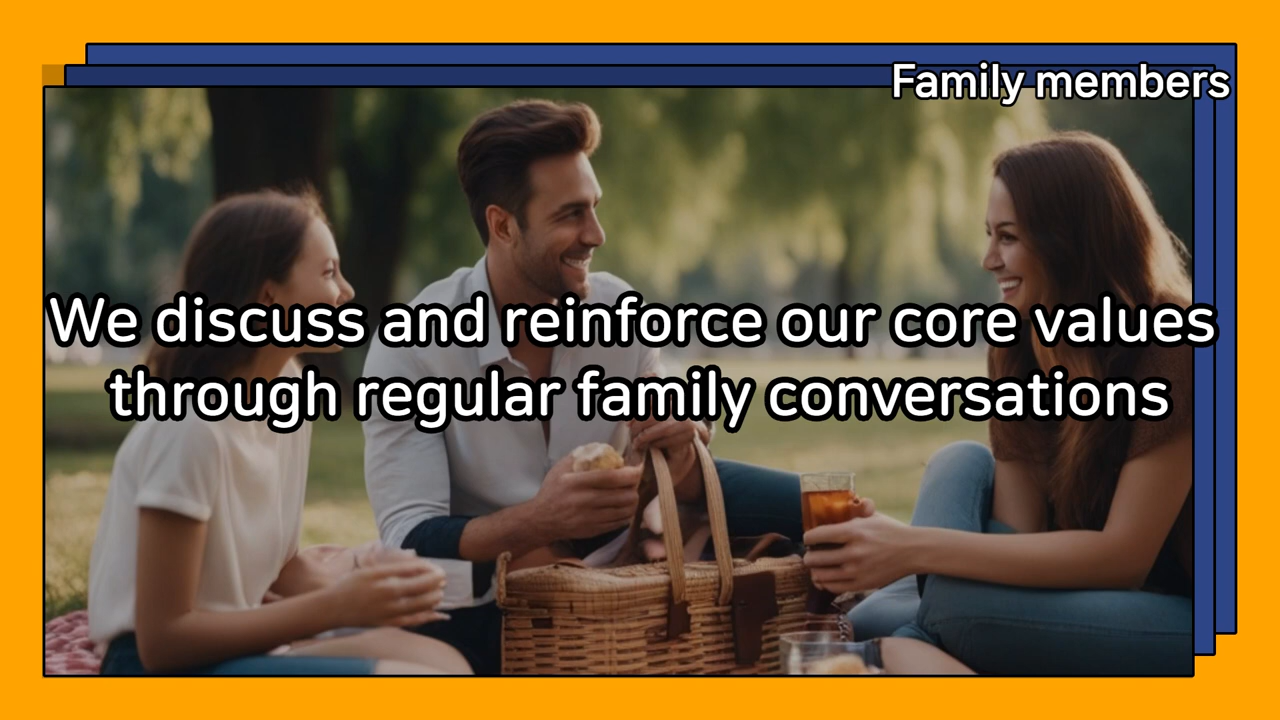 Family members
We discuss and reinforce our core values
through regular family conversations